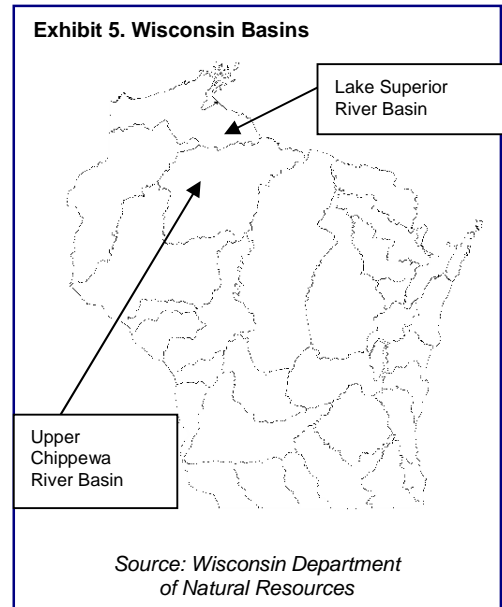 Exhibit 5. Wisconsin Basins
Lake Superior
River Basin
Upper
Chippewa
River Basin
Source: Wisconsin Department
of Natural Resources